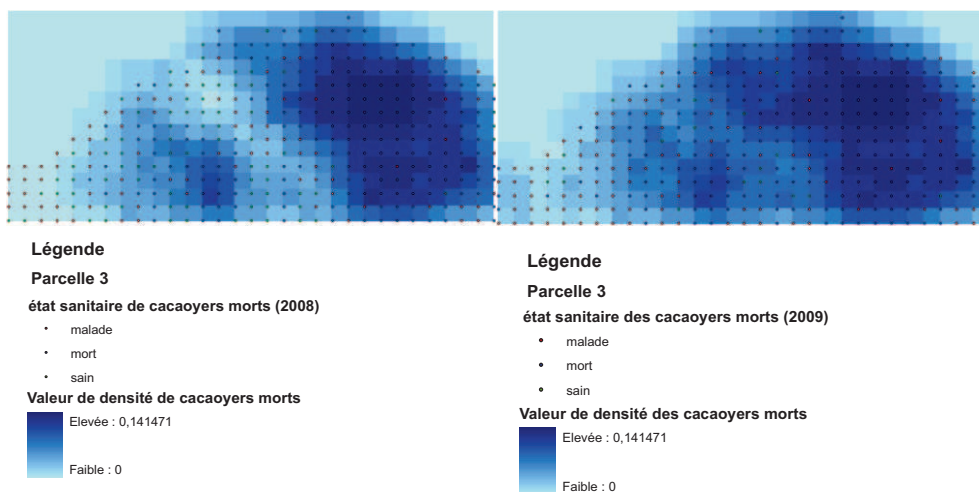 Légende
Parcelle 3
état sanitaire de cacaoyers morts (2008)
malade
mort
sain
Valeur de densité de cacaoyers morts
Elevée : 0,141471
Faible : 0
Légende
Parcelle 3
état sanitaire des cacaoyers morts (2009)
malade
mort
sain
Valeur de densité des cacaoyers morts
Elevée : 0,141471
Faible : 0